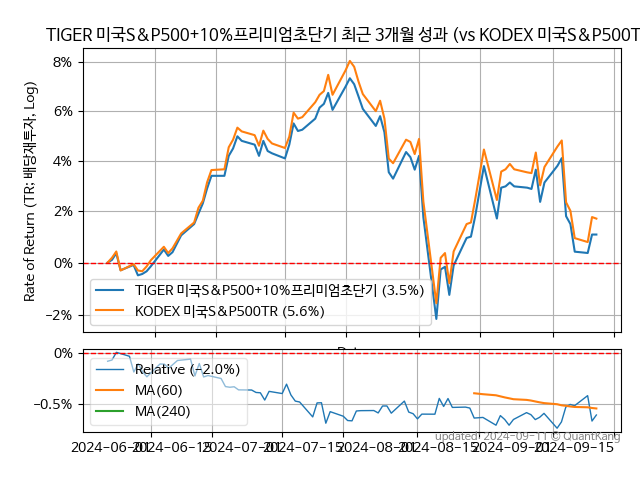 TIGER 미국S&P500+10%프리미엄초단기 최근 3개월 성과 (vs KODEX 미국S&P500T
Rate of Return (TR: 배당재투자, Log)
8%
6%
4%
2%
0%
−2%
TIGER 미국S&P500+10%프리미엄초단기 (3.5%)
KODEX 미국S&P500TR (5.6%)
0%
−0.5%
Relative (−2.0%)
MA(60)
MA(240)
updated: 2024-09-11 © QuantKang
2024-06-01 2024-06-15 2024-07-01 2024-07-15 2024-08-01 2024-08-15 2024-09-01 2024-09-15